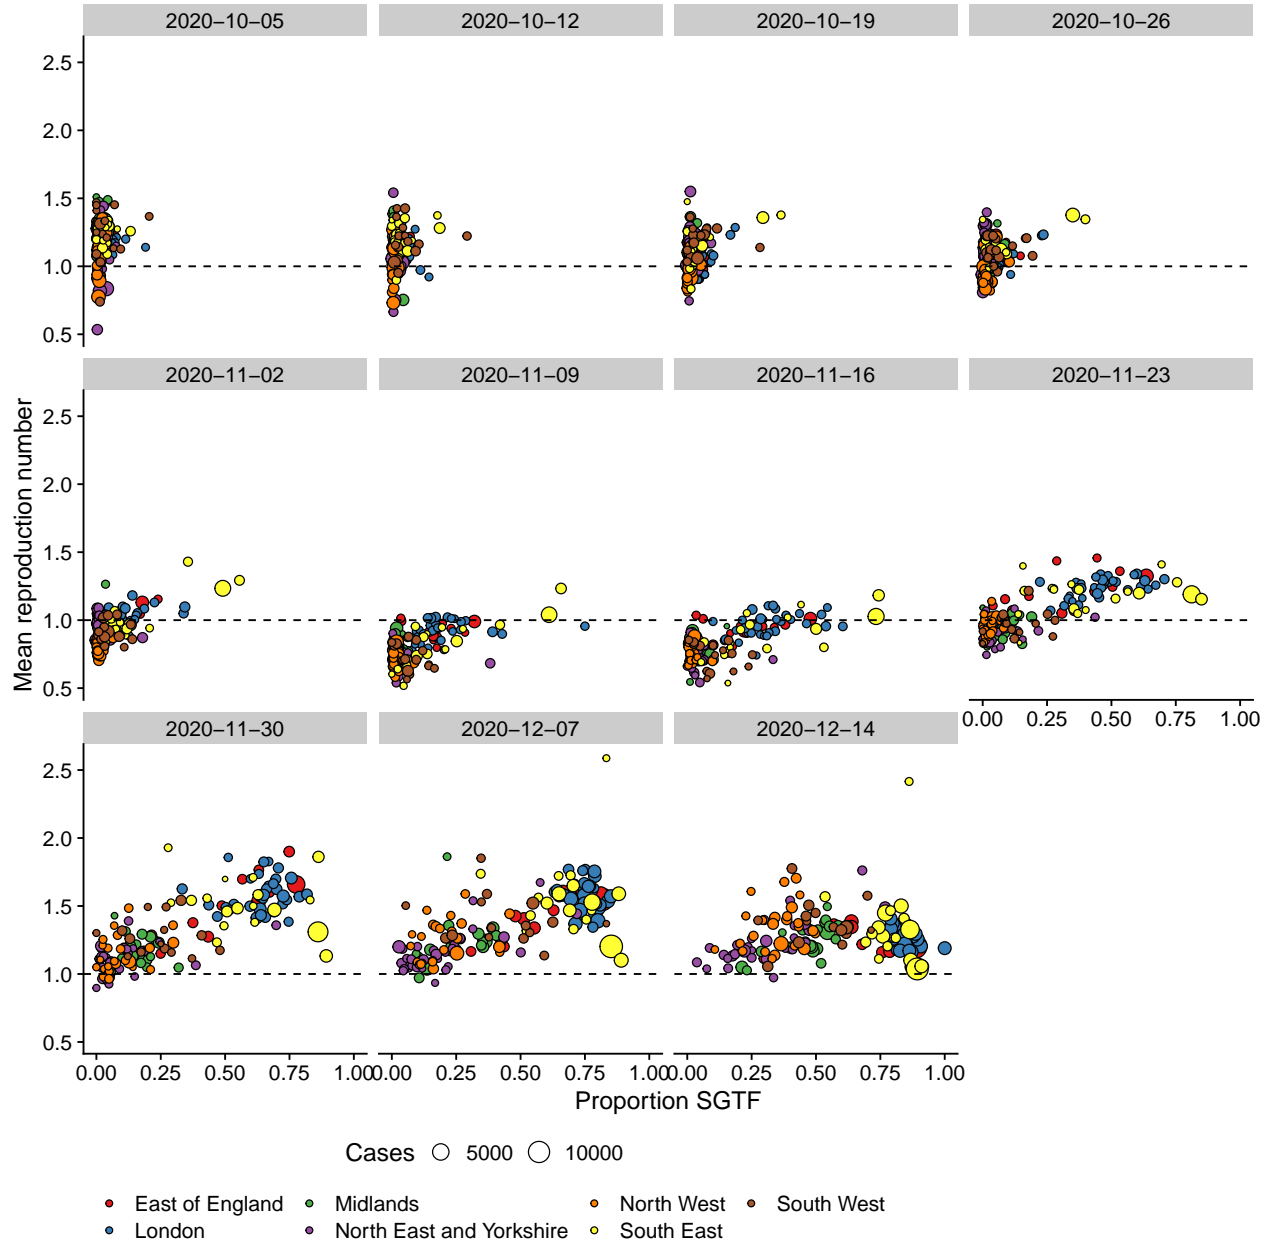 2020−10−05 2020−10−12 2020−10−19 2020−10−26
2.5
2.0
1.5
1.0
0.5
2020−11−02 2020−11−09 2020−11−16 2020−11−23
2.5
2.0
1.5
1.0
0.5
Mean reproduction number
0.00 0.25 0.50 0.75 1.00
2020−11−30 2020−12−07 2020−12−14
2.5
2.0
1.5
1.0
0.5
0.00 0.25 0.50 0.75 1.00 0.00 0.25 0.50 0.75 1.00 0.00 0.25 0.50 0.75 1.00
Proportion SGTF
Cases 5000 10000
East of England Midlands North West South West
London North East and Yorkshire South East